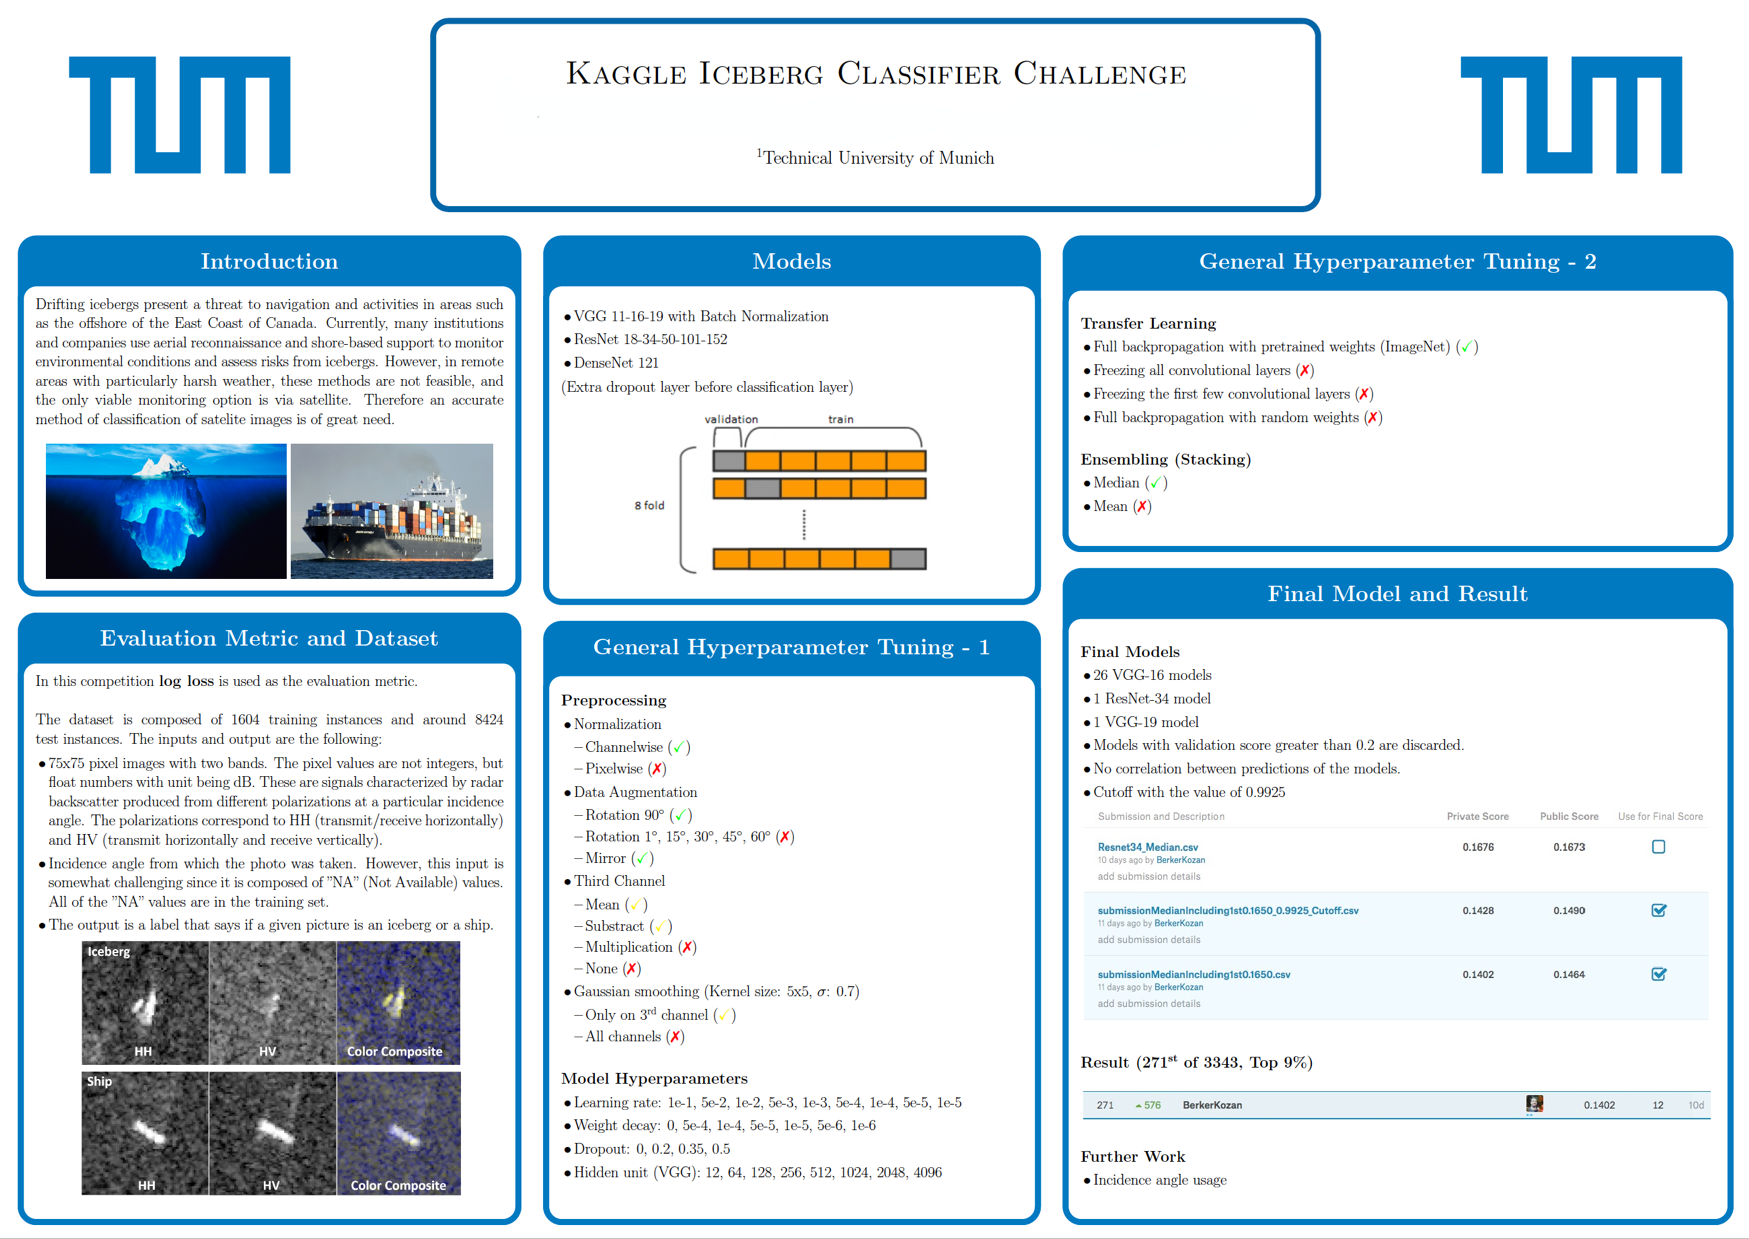 TUM
KAGGLE ICEBERG CLASSIFIER CHALLENGE
1Technical University of Munich
TUM
Introduction
Drifting icebergs present a threat to navigation and activities in areas such
as the offshore of the East Coast of Canada. Currently, many institutions
and companies use aerial reconnaissance and shore-based support to monitor
environmental conditions and assess risks from icebergs. However, in remote
areas with particularly harsh weather, these methods are not feasible, and
the only viable monitoring option is via satellite. Therefore an accurate
method of classification of satelite images is of great need.
Evaluation Metric and Dataset
In this competition log loss is used as the evaluation metric.
The dataset is composed of 1604 training instances and around 8424
test instances. The inputs and output are the following:
● 75x75 pixel images with two bands. The pixel values are not integers, but
float numbers with unit being dB. These are signals characterized by radar
backscatter produced from different polarizations at a particular incidence
angle. The polarizations correspond to HH (transmit/receive horizontally)
and HV (transmit horizontally and receive vertically).
● Incidence angle from which the photo was taken. However, this input is
somewhat challenging since it is composed of ”NA” (Not Available) values.
All of the ”NA” values are in the training set.
● The output is a label that says if a given picture is an iceberg or a ship.
Iceberg
HH HV Color Composite
Ship
HH HV Color Composite
Models
● VGG 11-16-19 with Batch Normalization
● ResNet 18-34-50-101-152
● DenseNet 121
(Extra dropout layer before classification layer)
validation train
8 fold
General Hyperparameter Tuning - 1
Preprocessing
● Normalization
– Channelwise (✓)
– Pixelwise (✗)
● Data Augmentation
– Rotation 90° (✓)
– Rotation 1°, 15°, 30°, 45°, 60° (✗)
– Mirror (✓)
● Third Channel
– Mean (✓)
– Substract (✓)
– Multiplication (✗)
– None (✗)
● Gaussian smoothing (Kernel size: 5x5, σ: 0.7)
– Only on 3rd channel (✓)
– All channels (✗)
Model Hyperparameters
● Learning rate: 1e-1, 5e-2, 1e-2, 5e-3, 1e-3, 5e-4, 1e-4, 5e-5, 1e-5
● Weight decay: 0, 5e-4, 1e-4, 5e-5, 1e-5, 5e-6, 1e-6
● Dropout: 0, 0.2, 0.35, 0.5
● Hidden unit (VGG): 12, 64, 128, 256, 512, 1024, 2048, 4096
General Hyperparameter Tuning - 2
Transfer Learning
● Full backpropagation with pretrained weights (ImageNet) (✓)
● Freezing all convolutional layers (✗)
● Freezing the first few convolutional layers (✗)
● Full backpropagation with random weights (✗)
Ensembling (Stacking)
● Median (✓)
● Mean (✗)
Final Model and Result
Final Models
● 26 VGG-16 models
● 1 ResNet-34 model
● 1 VGG-19 model
● Models with validation score greater than 0.2 are discarded.
● No correlation between predictions of the models.
● Cutoff with the value of 0.9925
Submission and Description Private Score Public Score Use for Final Score
Resnet34_Median.csv 0.1676 0.1673
10 days ago by BerkerKozan
add submission details
submissionMedianIncluding1st0.1650_0.9925_Cutoff.csv 0.1428 0.1490
11 days ago by BerkerKozan
add submission details
submissionMedianIncluding1st0.1650.csv 0.1402 0.1464
11 days ago by BerkerKozan
add submission details
Result (271st of 3343, Top 9%)
271 576 BerkerKozan 0.1402 12 10d
Further Work
● Incidence angle usage